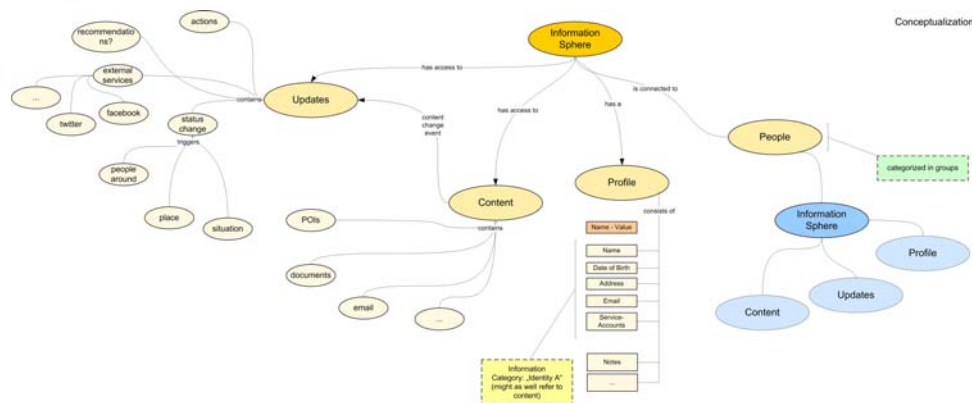 Conceptualization
Information
Sphere
actions
recommendatio
ns?
external
services
...
twitter
facebook
contains
Updates
status
change
triggers
people
around
place
situation
has access to
content
change
event
has access to
has a
is connected to
People
categorized in groups
Content
contains
POIs
documents
email
...
Profile
consists of
Name - Value
Name
Date of Birth
Address
Email
Service-
Accounts
Notes
...
Information
Category: „Identity A"
(might as well refer to
content)
Information
Sphere
Profile
Updates
Content